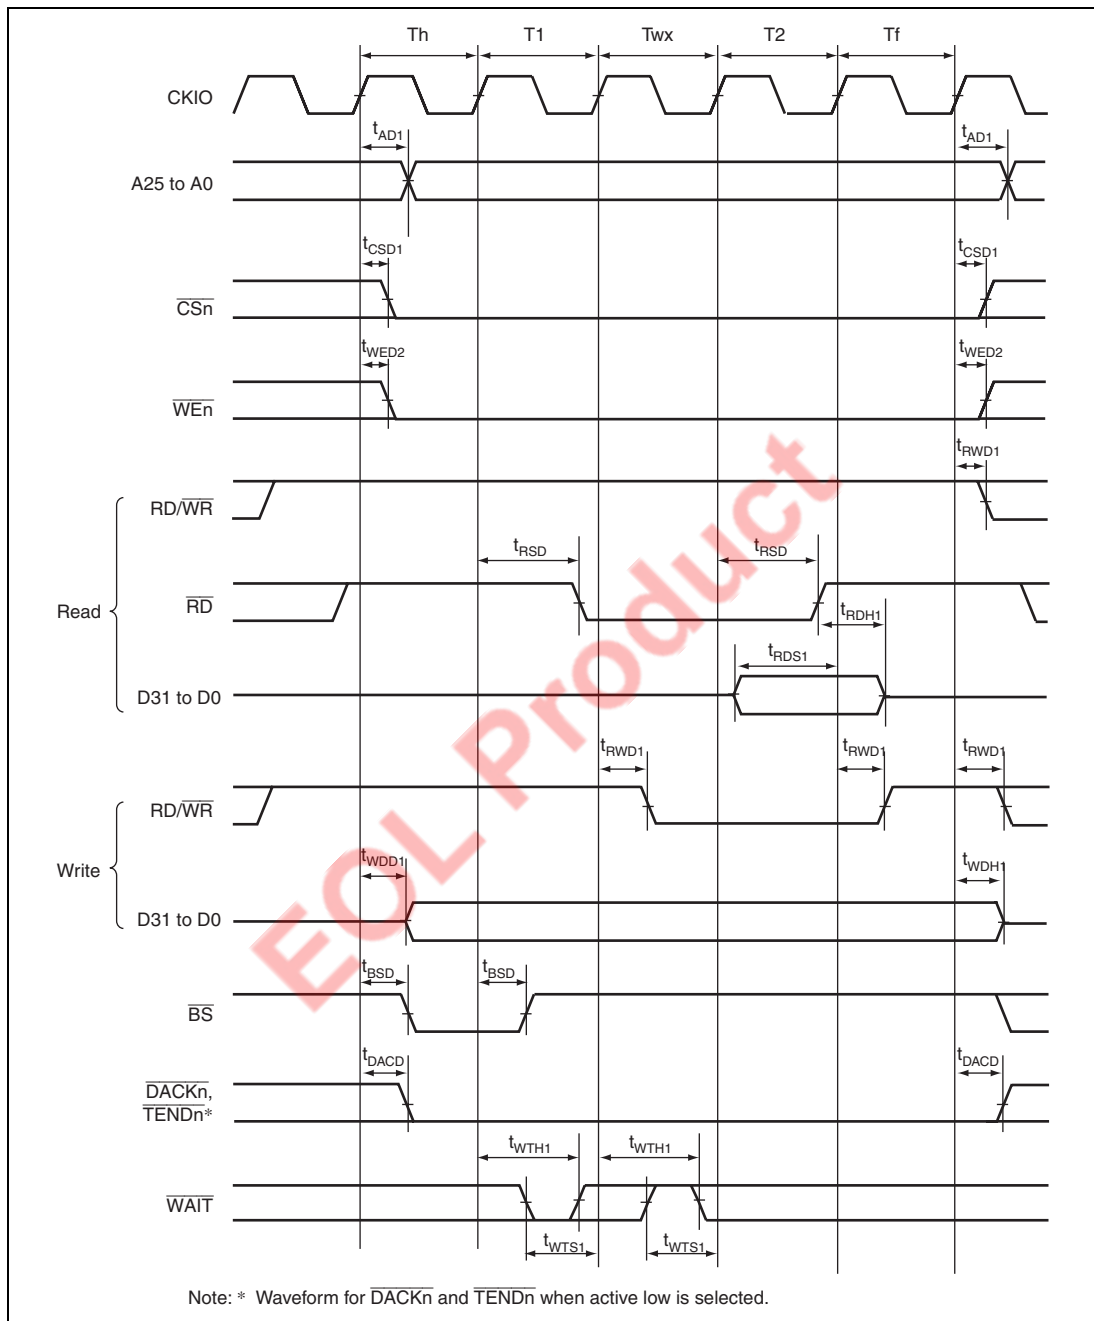 Th T1 Twx T2 Tf
CKIO
tAD1 tAD1
A25 to A0
tCSD1 tCSD1
CSn
tWED2 tWED2
WEn
tRWD1
RD/WR
tRSD tRSD
Read
RD
tRDH1
tRDS1
D31 to D0
tRWD1 tRWD1 tRWD1
RD/WR
Write
tWDD1 tWDH1
D31 to D0
tBSD tBSD
BS
tDACD tDACD
DACKn,
TENDn*
tWTH1 tWTH1
WAIT
tWTS1 tWTS1
Note: * Waveform for DACKn and TENDn when active low is selected.
EOL Product